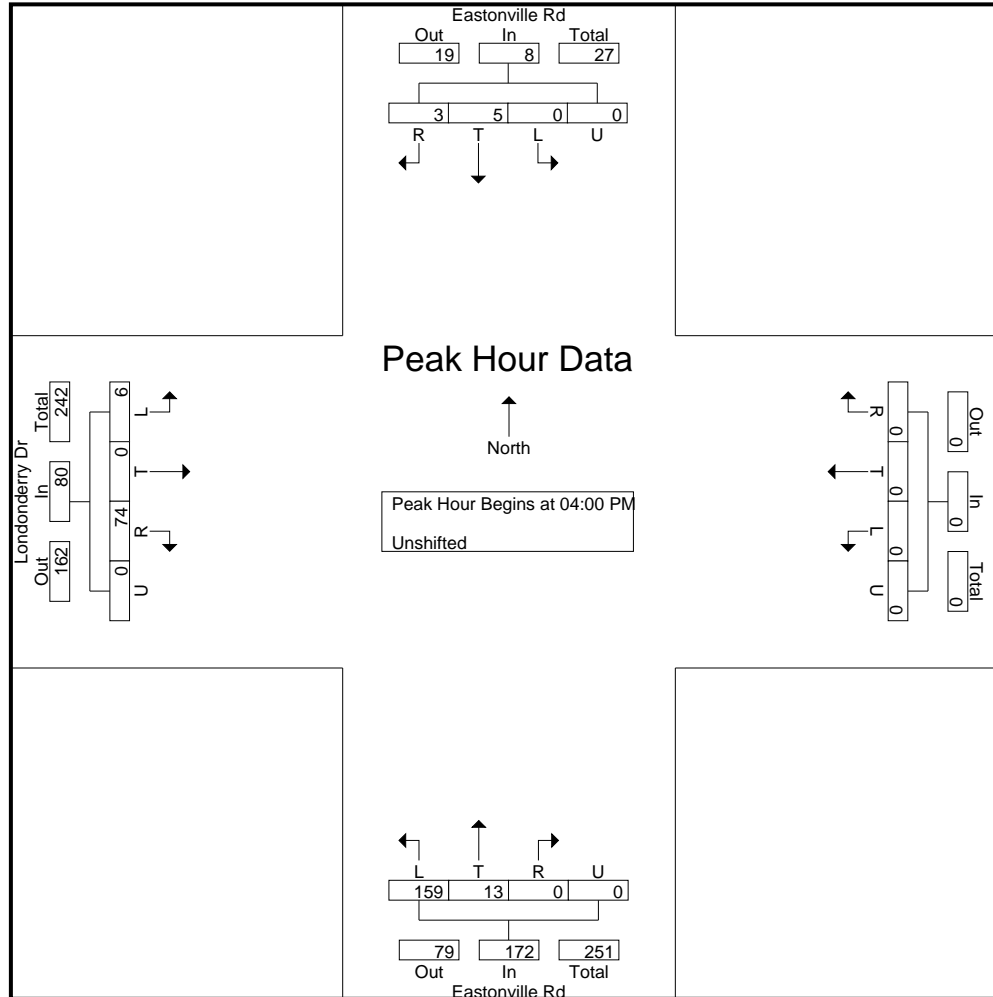 Eastonville Rd
Out In Total
19 8 27
3 5 0 0
R T L U
Peak Hour Data
North
Peak Hour Begins at 04:00 PM
Unshifted
Londonderry Dr
Out In Total
162 80 242
0 74 0 6
U R T L
Out In Total
0 0 0
0 0 0 0
R T L U
L T R U
159 13 0 0
79 172 251
Out In Total
Eastonville Rd